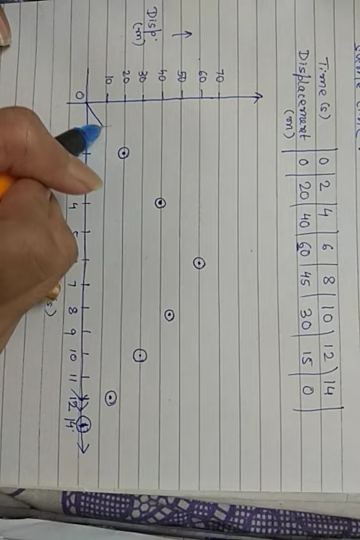 Time (s) 0 2 4 6 8 10 12 14
Displacement (m) 0 20 40 60 45 30 15 0
Displ (m)
70
60
50
40
30
20
10
0 4 7 8 9 10 11 12 14